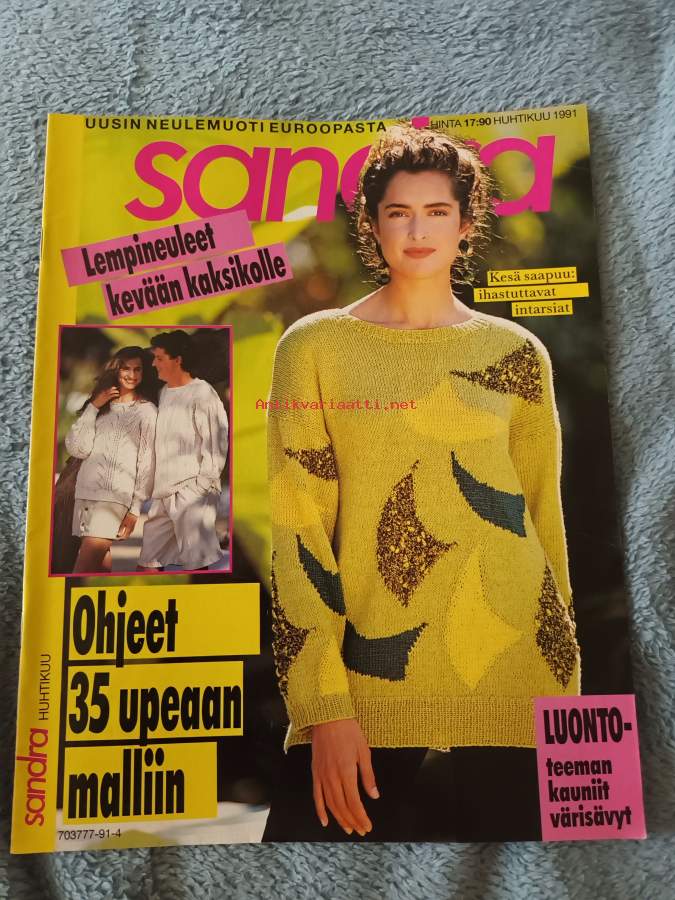 UUSIN NEULEMUOTI EUROOPASTA
HINTA 17:90 HUHTIKUU 1991
sandra
Lempineuleet
kevään kaksikolle
Kesä saapuu:
ihastuttavat
intarsiat
Antikvariaatti.net
Ohjeet
35 upeaan
malliin
LUONTO-
teeman
kauniit
värisävyt
sandra HUHTIKUU
703777-91-4